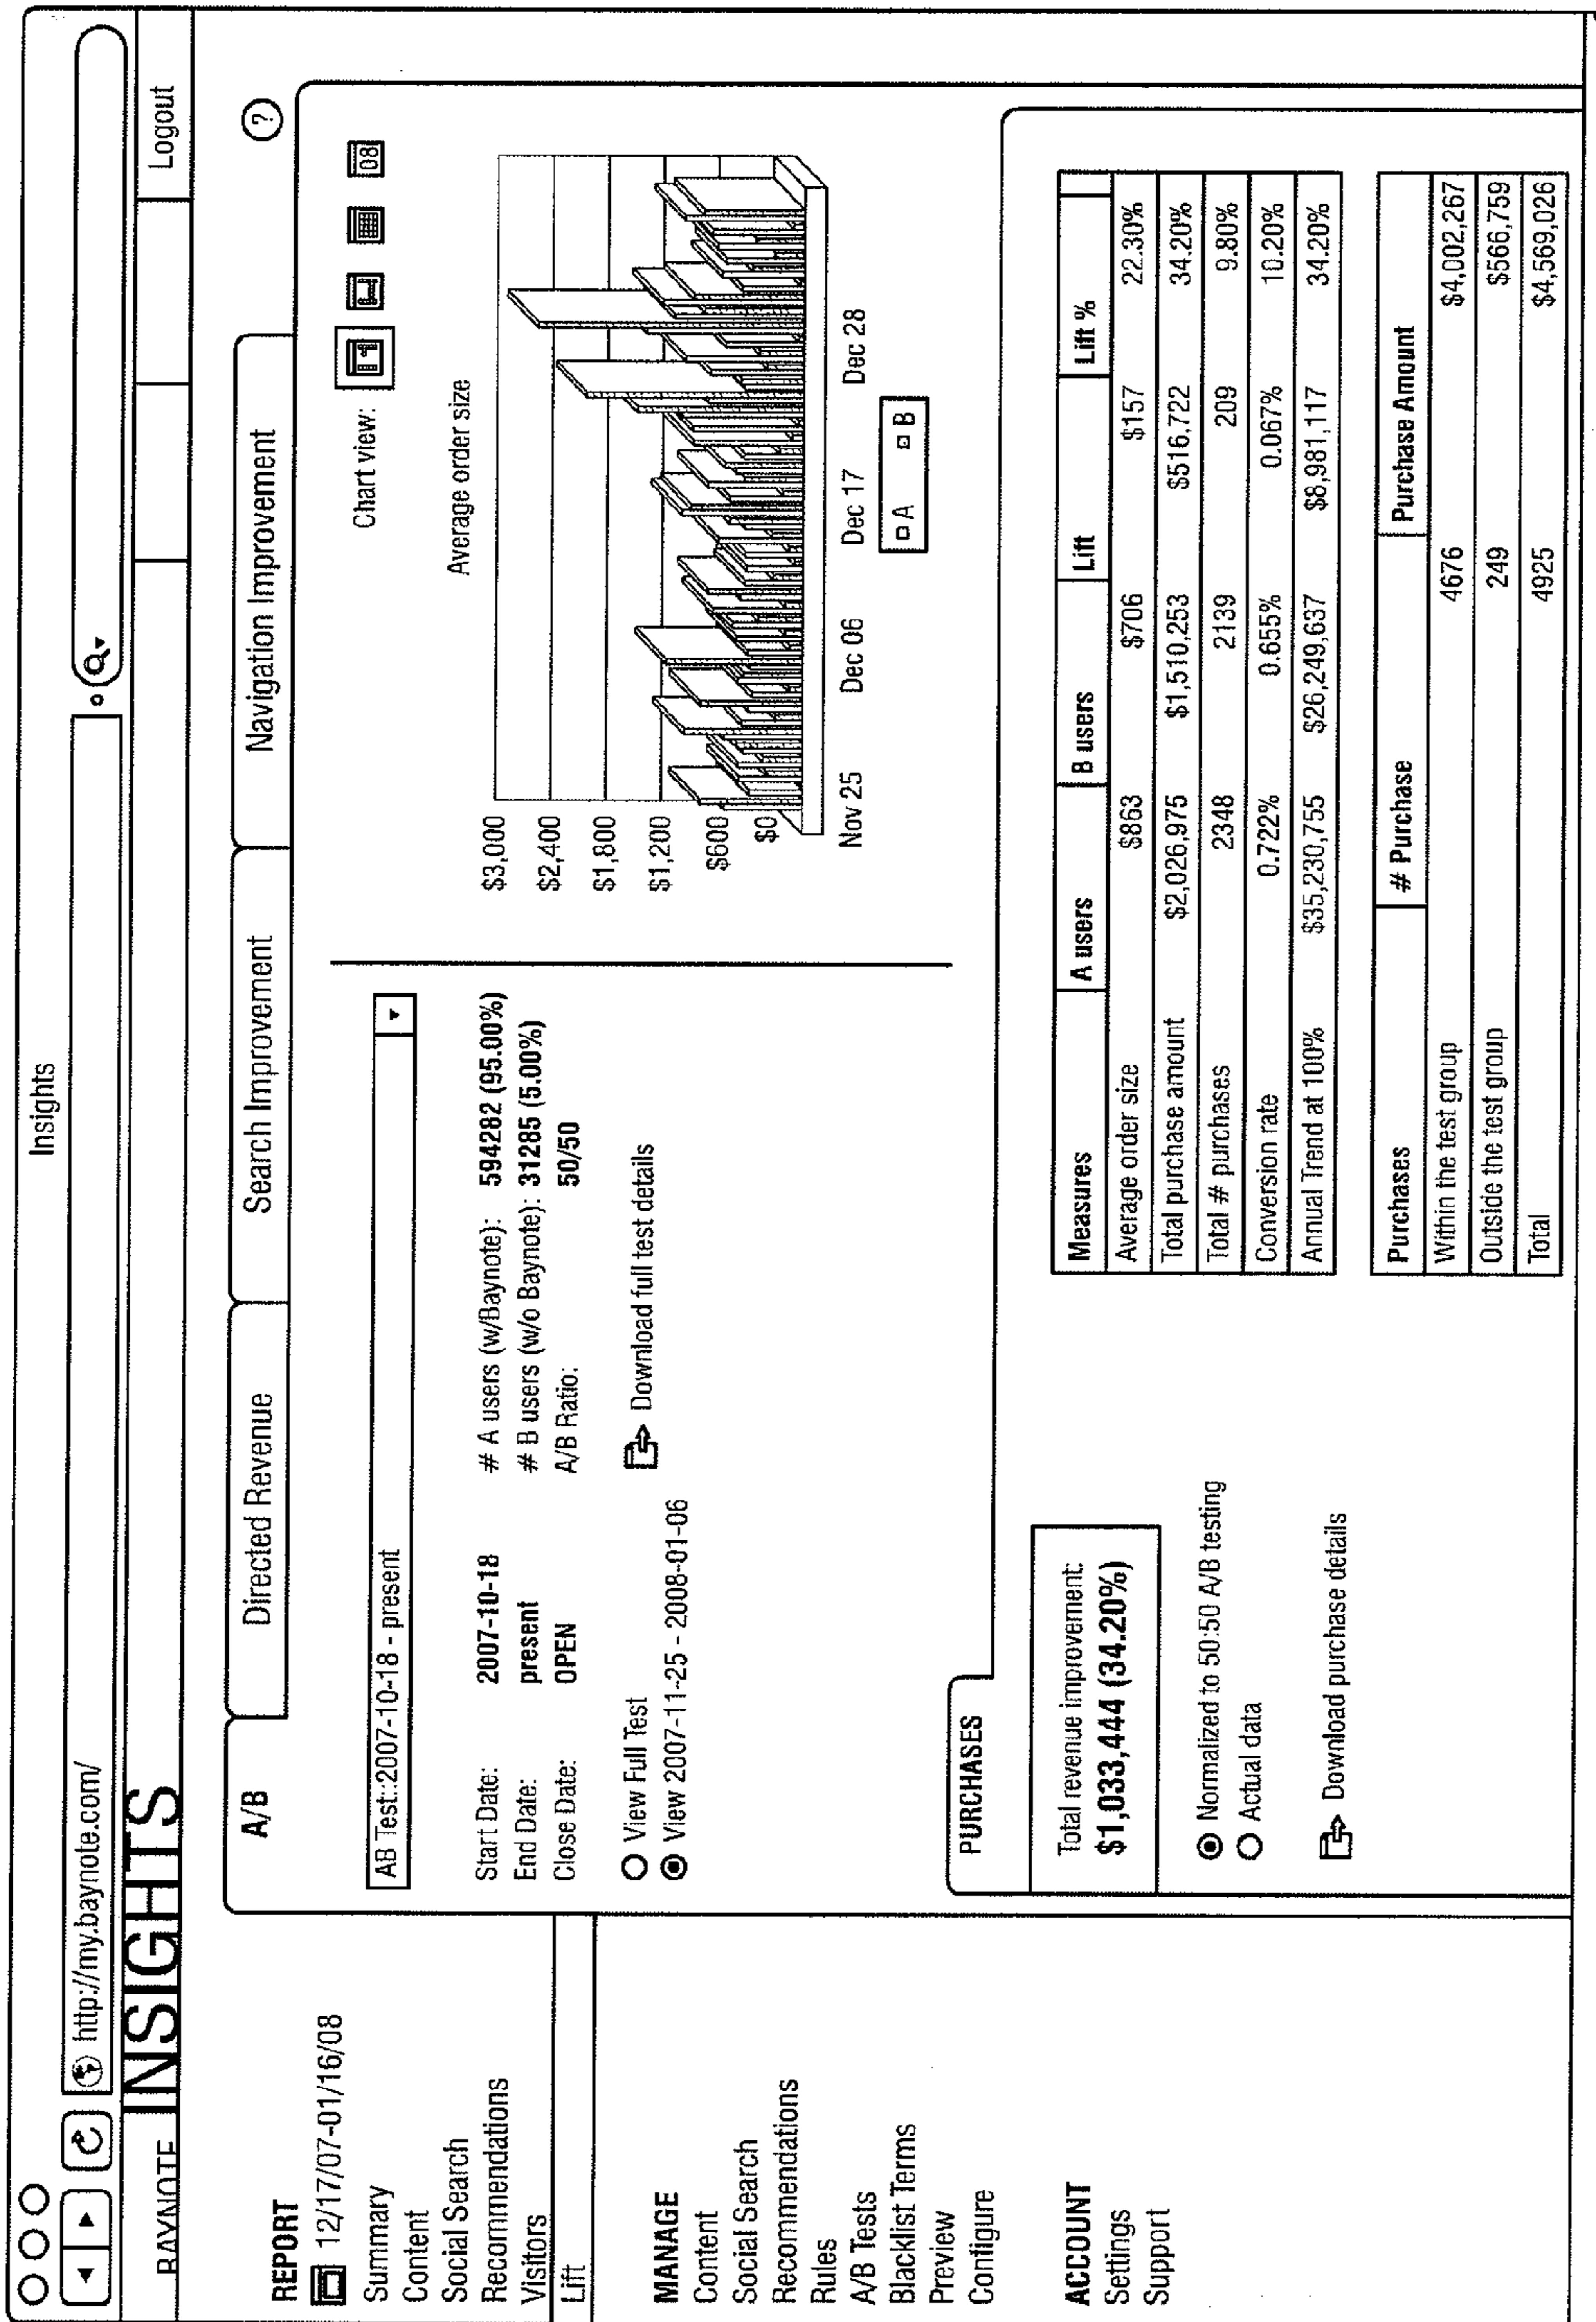 Insights
http://my.baynote.com/
BAYNOTE INSIGHTS
Logout
REPORT
12/17/07-01/16/08
Summary
Content
Social Search
Recommendations
Visitors
Lift
MANAGE
Content
Social Search
Recommendations
Rules
A/B Tests
Blacklist Terms
Preview
Configure
ACCOUNT
Settings
Support
A/B Directed Revenue Search Improvement Navigation Improvement ?
AB Test:2007-10-18 - present
Start Date: 2007-10-18 # A users (w/Baynote): 594282 (95.00%)
End Date: present # B users (w/o Baynote): 31285 (5.00%)
Close Date: OPEN A/B Ratio: 50/50
View Full Test Download full test details
View 2007-11-25 - 2008-01-06
Chart view: 08
Average order size
$3,000
$2,400
$1,800
$1,200
$600
$0
Nov 25 Dec 06 Dec 17 Dec 28
A B
PURCHASES
Total revenue improvement:
$1,033,444 (34.20%)
Normalized to 50:50 A/B testing
Actual data
Download purchase details
Measures A users B users Lift Lift %
Average order size $863 $706 $157 22.30%
Total purchase amount $2,026,975 $1,510,253 $516,722 34.20%
Total # purchases 2348 2139 209 9.80%
Conversion rate 0.722% 0.655% 0.067% 10.20%
Annual Trend at 100% $35,230,755 $26,249,637 $8,981,117 34.20%
Purchases # Purchase Purchase Amount
Within the test group 4676 $4,002,267
Outside the test group 249 $566,759
Total 4925 $4,569,026